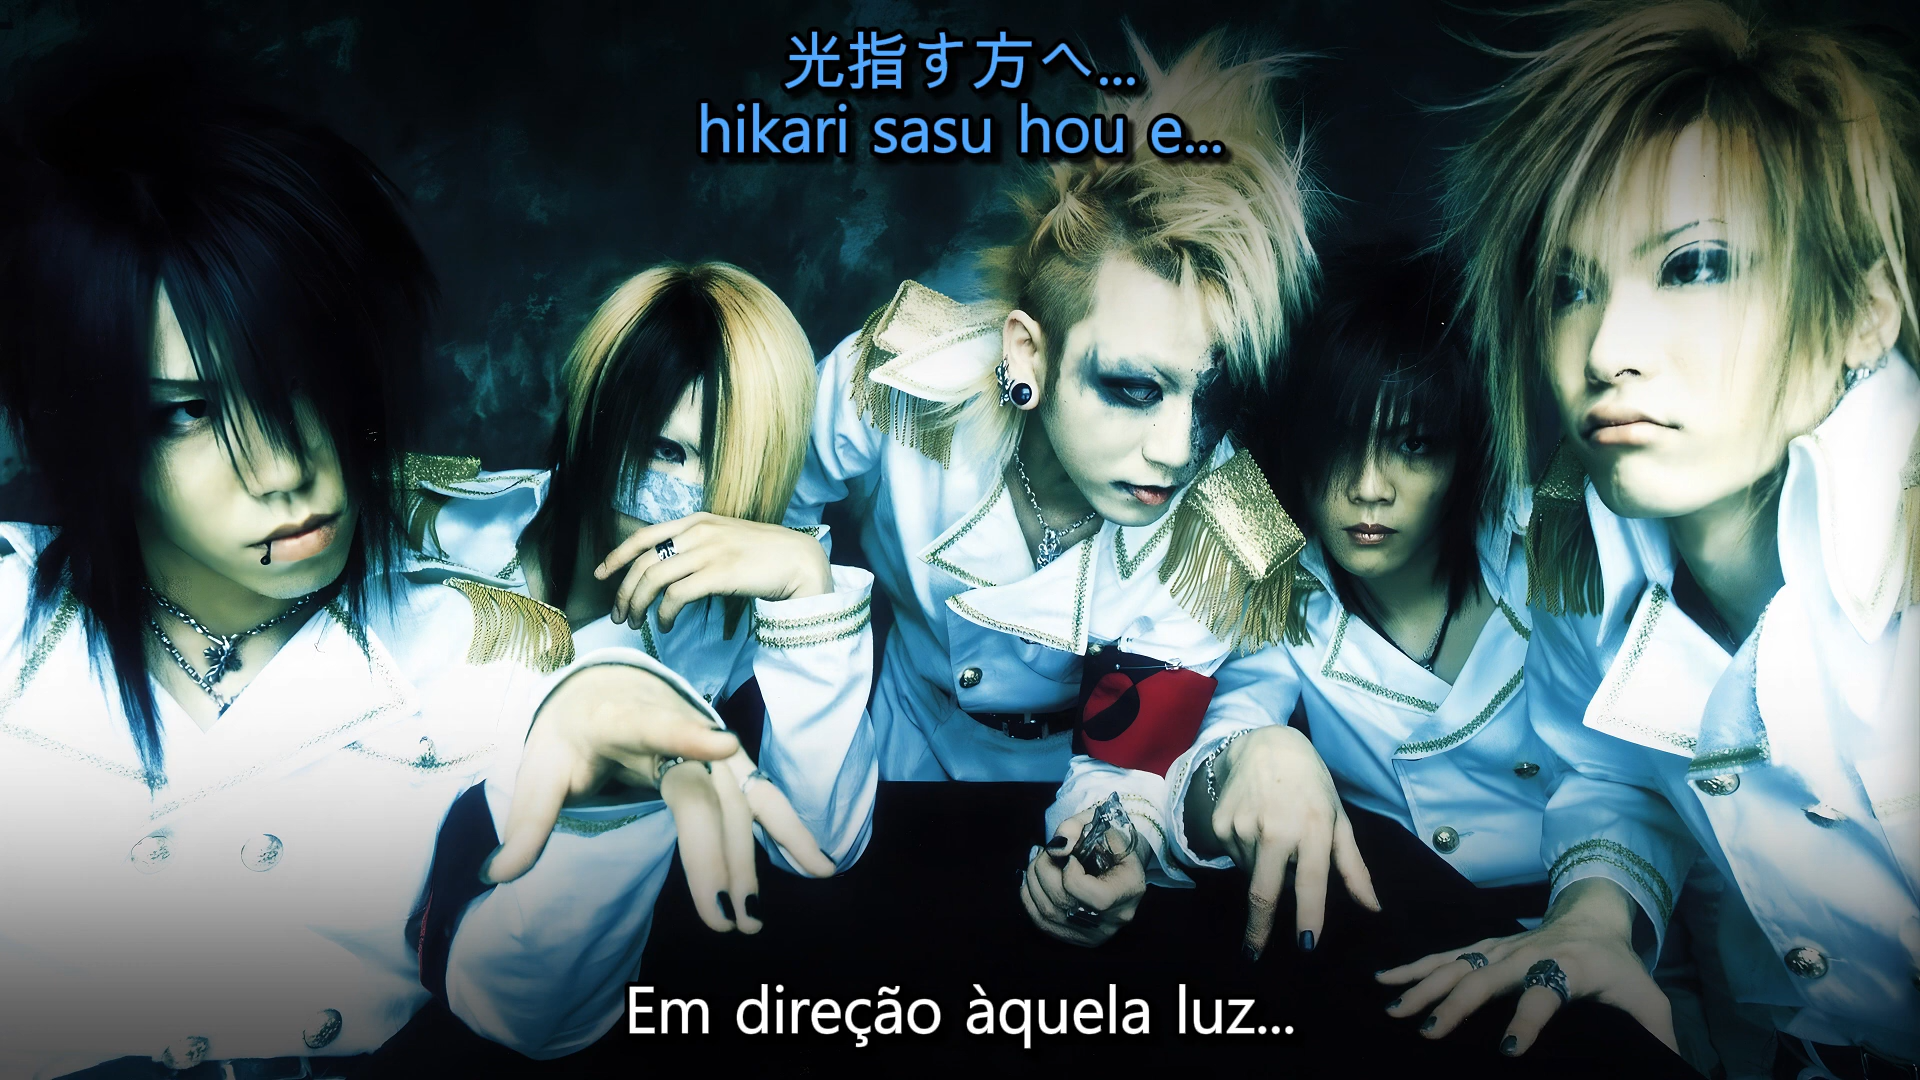 光指す方へ...
hikari sasu hou e...
Em direção àquela luz...